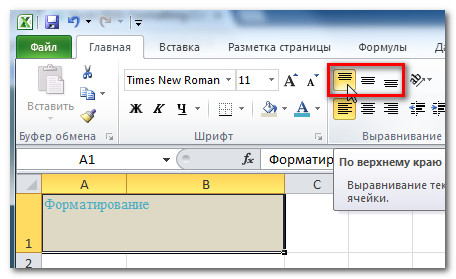 Файл Главная Вставка Разметка страницы Формулы
Times New Roman 11 А А
Вставить
Ж К Ч А
Буфер обмена Шрифт Выравнивание
A1 fx Форматир
По верхнему краю
Выравнивание тек
ячейки.
A B C
Форматирование
1
2